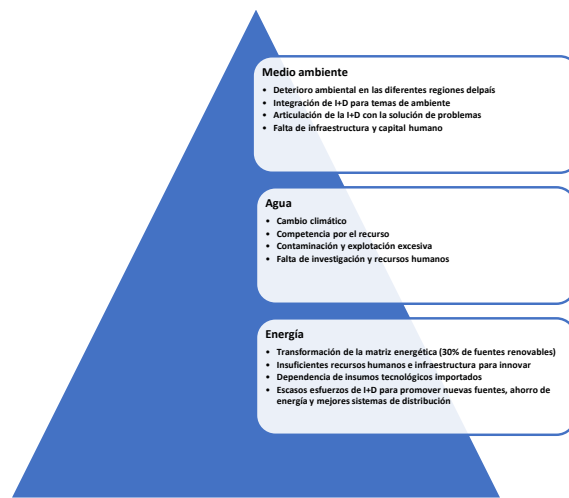 Medio ambiente
• Deterioro ambiental en las diferentes regiones delpaís
• Integración de I+D para temas de ambiente
• Articulación de la I+D con la solución de problemas
• Falta de infraestructura y capital humano
Agua
• Cambio climático
• Competencia por el recurso
• Contaminación y explotación excesiva
• Falta de investigación y recursos humanos
Energía
• Transformación de la matriz energética (30% de fuentes renovables)
• Insuficientes recursos humanos e infraestructura para innovar
• Dependencia de insumos tecnológicos importados
• Escasos esfuerzos de I+D para promover nuevas fuentes, ahorro de
energía y mejores sistemas de distribución